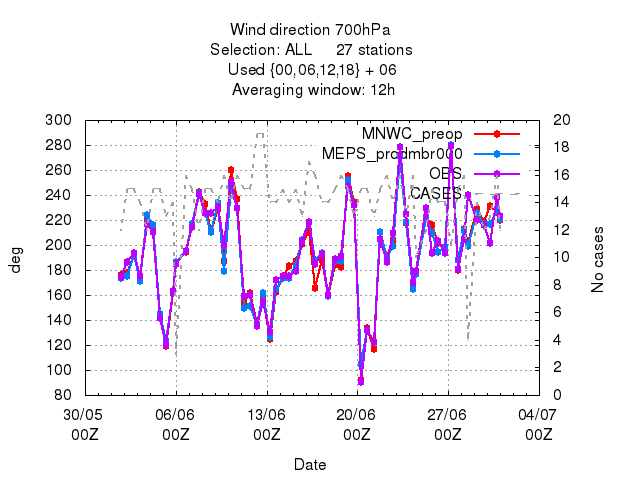 Wind direction 700hPa
Selection: ALL 27 stations
Used {00,06,12,18} + 06
Averaging window: 12h
300
280
260
240
220
200
180
160
140
120
100
80
deg
20
18
16
14
12
10
8
6
4
2
0
No cases
MNWC_preop
MEPS_prodmbr000
OBS
CASES
30/05 06/06 13/06 20/06 27/06 04/07
00Z 00Z 00Z 00Z 00Z 00Z
Date